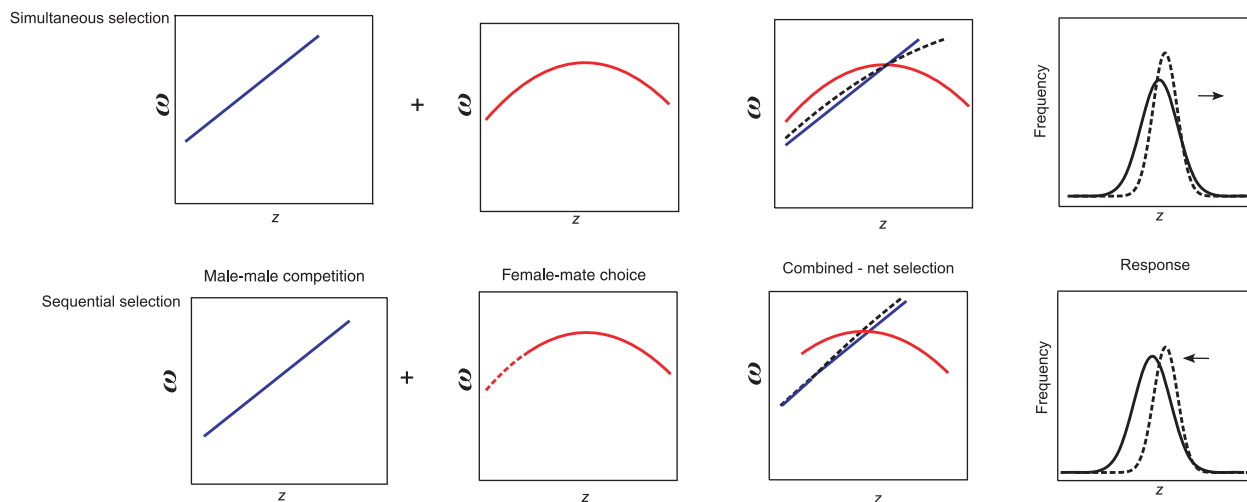 Simultaneous selection
ω
z
+
ω
z
ω
z
Frequency
z
Male-male competition
Female-mate choice
Combined - net selection
Response
Sequential selection
ω
z
+
ω
z
ω
z
Frequency
z